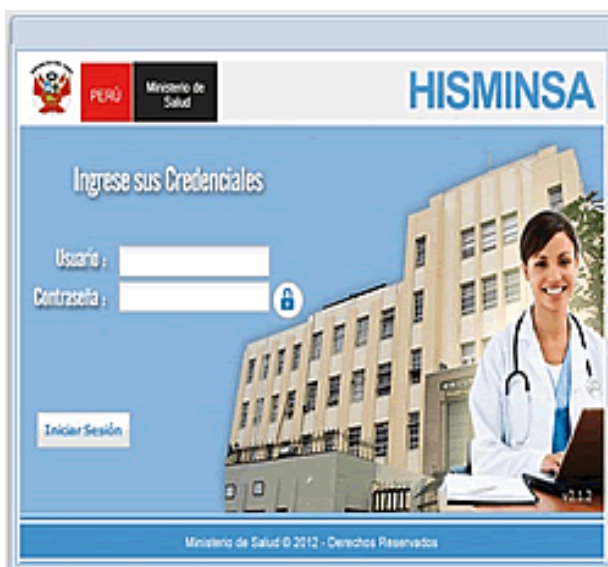 PERÚ
Ministerio de
Salud
HISMINSA
Ingrese sus Credenciales
Usuario :
Contraseña :
Iniciar Sesión
v2.1.2
Ministerio de Salud © 2012 - Derechos Reservados